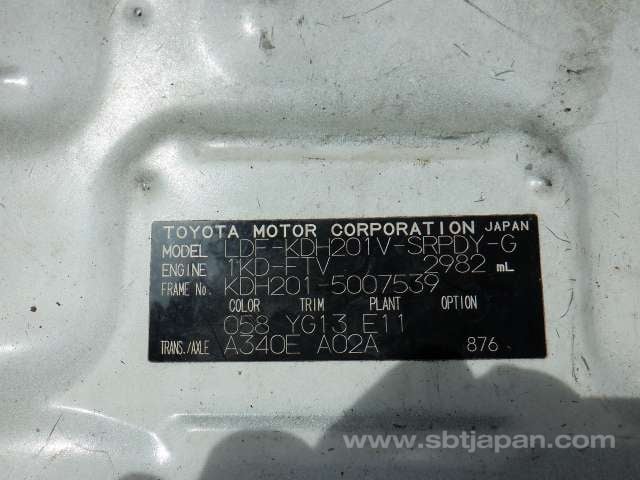 TOYOTA MOTOR CORPORATION JAPAN
MODEL LDF-KDH201V-SRPDY-G
ENGINE 1KD-FTV 2982 mL
FRAME No. KDH201-5007539
COLOR TRIM PLANT OPTION
058 YG13 E11
TRANS./AXLE A340E A02A 876
www.sbtjapan.com